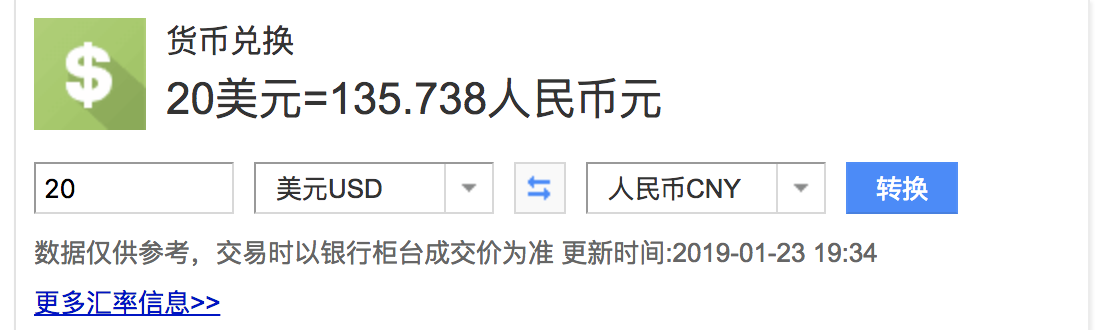 $
货币兑换
20美元=135.738人民币元
20 美元USD 人民币CNY 转换
数据仅供参考，交易时以银行柜台成交价为准 更新时间:2019-01-23 19:34
更多汇率信息>>